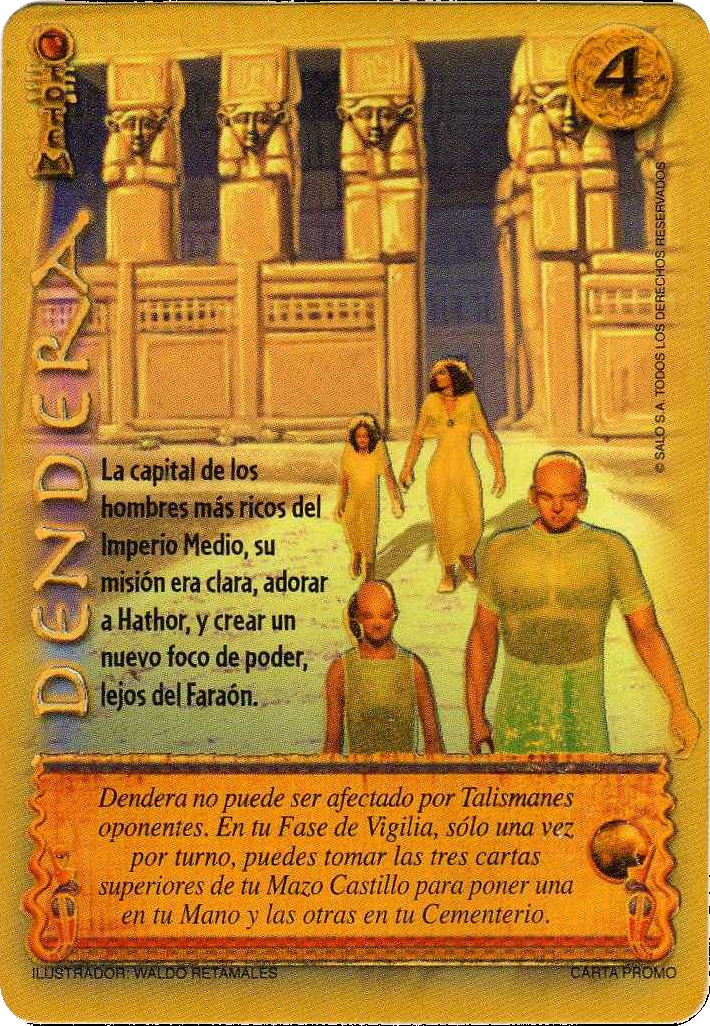 TOTEM
4
DENDERA
© SALO S.A. TODOS LOS DERECHOS RESERVADOS
La capital de los
hombres más ricos del
Imperio Medio, su
misión era clara, adorar
a Hathor, y crear un
nuevo foco de poder,
lejos del Faraón.
Dendera no puede ser afectado por Talismanes
oponentes. En tu Fase de Vigilia, sólo una vez
por turno, puedes tomar las tres cartas
superiores de tu Mazo Castillo para poner una
en tu Mano y las otras en tu Cementerio.
ILUSTRADOR: WALDO RETAMALES
CARTA PROMO